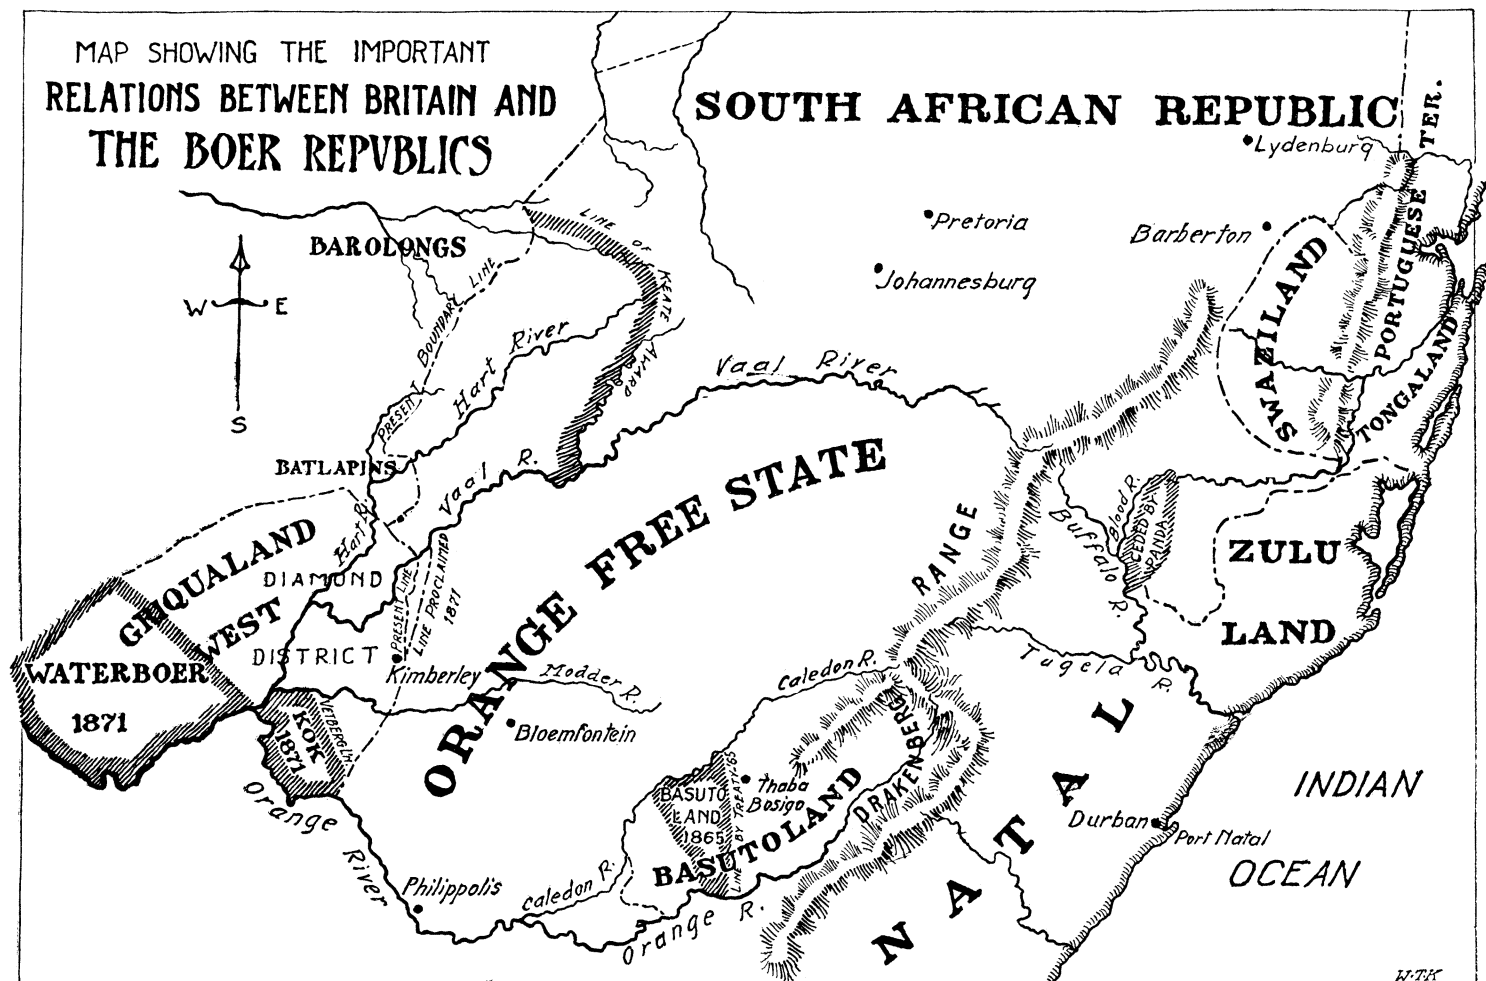 MAP SHOWING THE IMPORTANT
RELATIONS BETWEEN BRITAIN AND
THE BOER REPVBLICS
SOUTH AFRICAN REPUBLIC
Lydenburg
PORTUGUESE TER.
Pretoria
Barberton
Johannesburg
SWAZILAND
TONGALAND
W E
S
BAROLONGS
LINE OF KEATE AWARD
PRESENT BOUNDARY LINE
Hart River
Vaal River
BATLAPINS
Vaal R.
Hart R.
ORANGE FREE STATE
DRAKENBERG RANGE
Buffalo R.
Blood R.
CEDED BY
PANDA
ZULU
LAND
GRIQUALAND
WEST
DIAMOND
DISTRICT
PRESENT LINE
LINE PROCLAIMED
1871
WATERBOER
1871
Kimberley
Modder R.
Caledon R.
Tugela R.
KOK
1871
VETBERG LINE
Bloemfontein
Orange River
BASUTO
LAND
1865
LINE BY TREATY
Thaba
Bosigo
BASUTOLAND
NATAL
Durban
Port Natal
INDIAN
OCEAN
Philippolis
Caledon R.
Orange R.
W.T.K